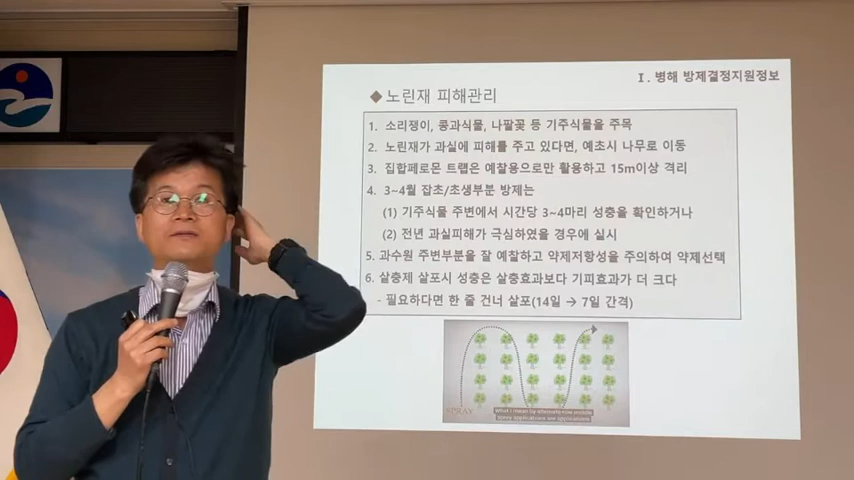 I. 병해 방제결정지원정보
◆ 노린재 피해관리
1. 소리쟁이, 콩과식물, 나팔꽃 등 기주식물을 주목
2. 노린재가 과실에 피해를 주고 있다면, 예초시 나무로 이동
3. 집합페로몬 트랩은 예찰용으로만 활용하고 15m이상 격리
4. 3~4월 잡초/초생부분 방제
(1) 기주식물 주변에서 시간당 3~4마리 성충을 확인하거나
(2) 전년 과실피해가 극심하였을 경우에 실시
5. 과수원 주변부분을 잘 예찰하고 약제저항성을 주의하여 약제선택
6. 살충제 살포시 성충은 살충효과보다 기피효과가 더 크다
- 필요하다면 한 줄 건너 살포(14일 → 7일 간격)
SPRAY
What I mean by alternate row middle
spray applications are applications